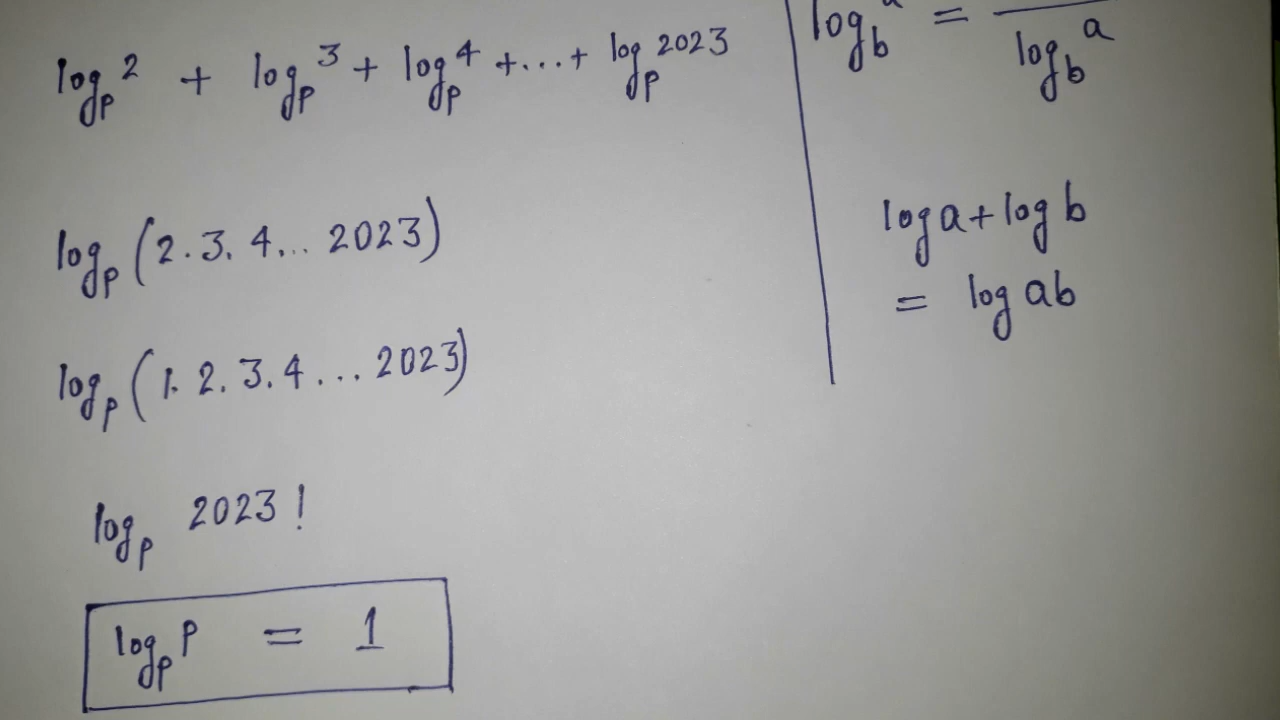 log_p 2 + log_p 3 + log_p 4 + ... + log_p 2023
log_p (2 . 3 . 4 ... 2023)
log_p (1 . 2 . 3 . 4 ... 2023)
log_p 2023 !
log_p p = 1
log_b = ―― log_b a
log a + log b
= log ab